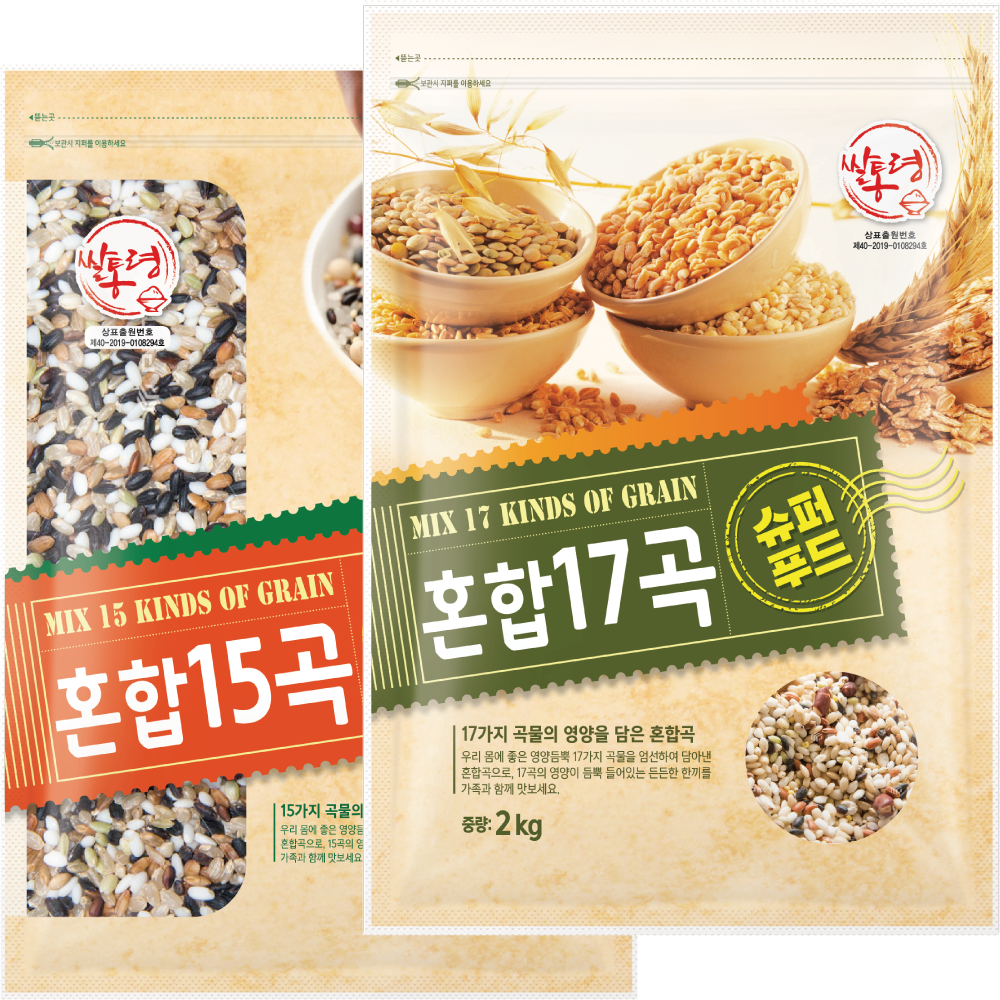 뜯는곳
보관시 지퍼를 이용하세요
쌀통령
상표출원번호
제40-2019-0108294호
MIX 15 KINDS OF GRAIN
혼합15곡
15가지 곡물의
우리 몸에 좋은 영양듬
혼합곡으로, 15곡의 영
가족과 함께 맛보세요
뜯는곳
보관시 지퍼를 이용하세요
쌀통령
상표출원번호
제40-2019-0108294호
MIX 17 KINDS OF GRAIN
혼합17곡
슈퍼
푸드
17가지 곡물의 영양을 담은 혼합곡
우리 몸에 좋은 영양듬뿍 17가지 곡물을 엄선하여 담아낸
혼합곡으로, 17곡의 영양이 듬뿍 들어있는 든든한 한끼를
가족과 함께 맛보세요.
중량: 2kg